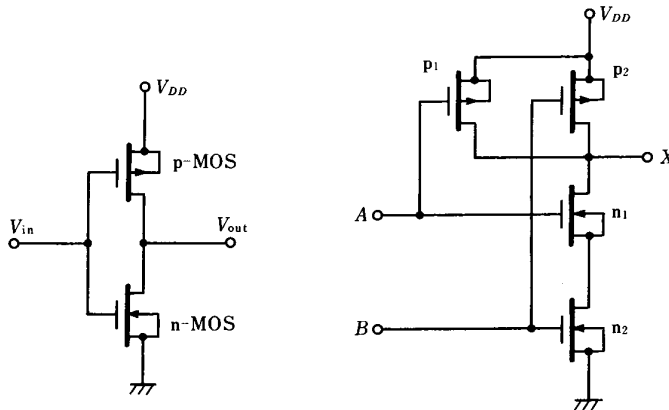 V_DD
p-MOS
V_in
V_out
n-MOS
V_DD
p₁
p₂
X
A
n₁
B
n₂